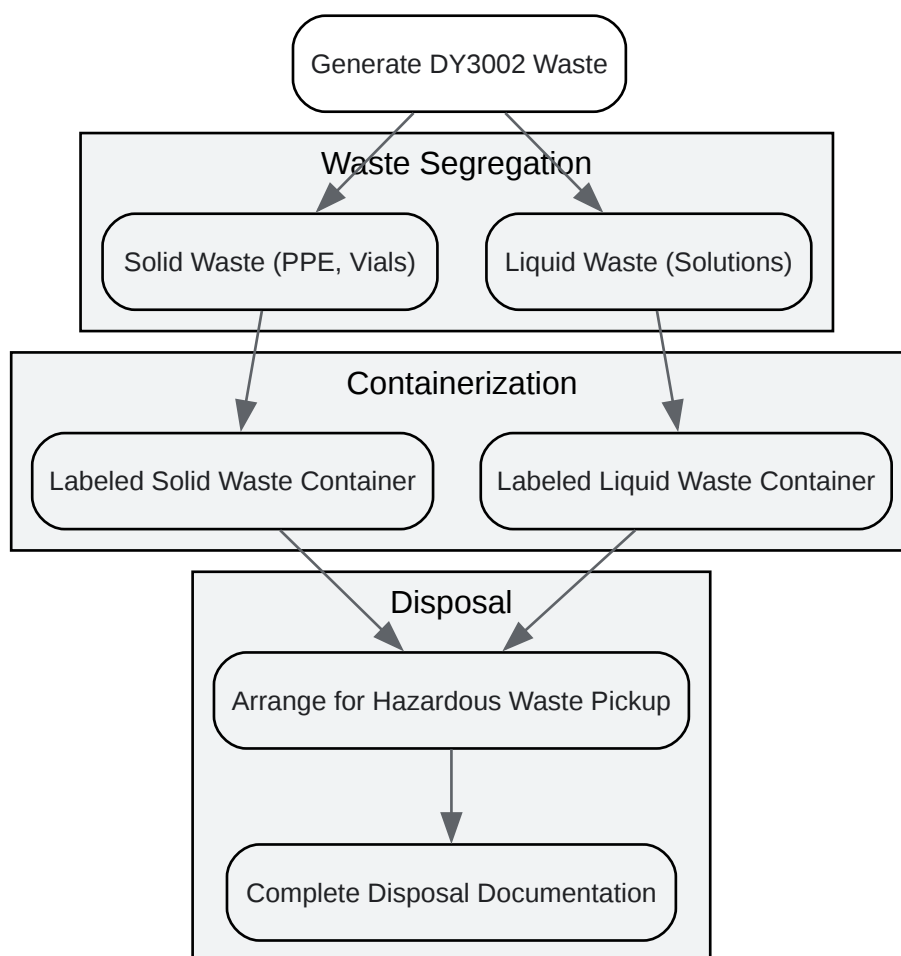 Generate DY3002 Waste
Waste Segregation
Solid Waste (PPE, Vials)
Liquid Waste (Solutions)
Containerization
Labeled Solid Waste Container
Labeled Liquid Waste Container
Disposal
Arrange for Hazardous Waste Pickup
Complete Disposal Documentation